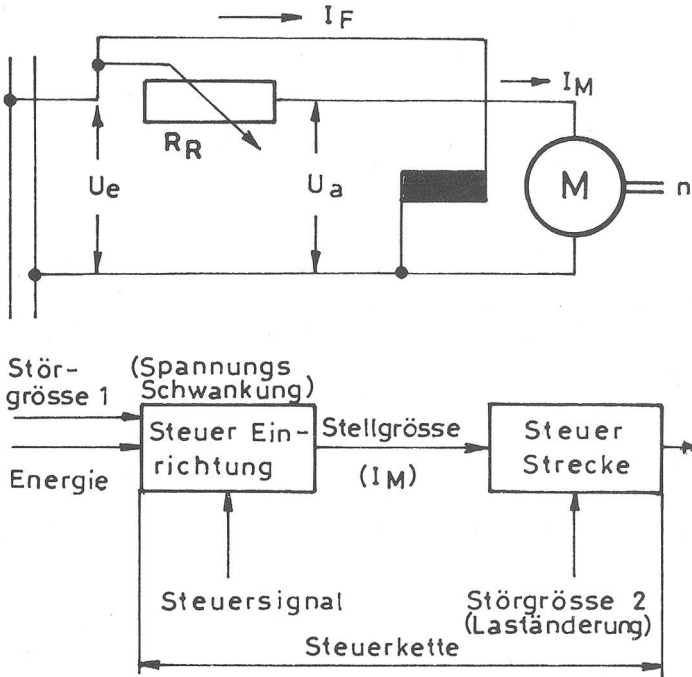 I_F
I_M
R_R
U_e
U_a
M
n
Stör-
grösse 1
(Spannungs
Schwankung)
Steuer Ein-
richtung
Stellgrösse
(I_M)
Steuer
Strecke
Energie
Steuersignal
Störgrösse 2
(Laständerung)
Steuerkette